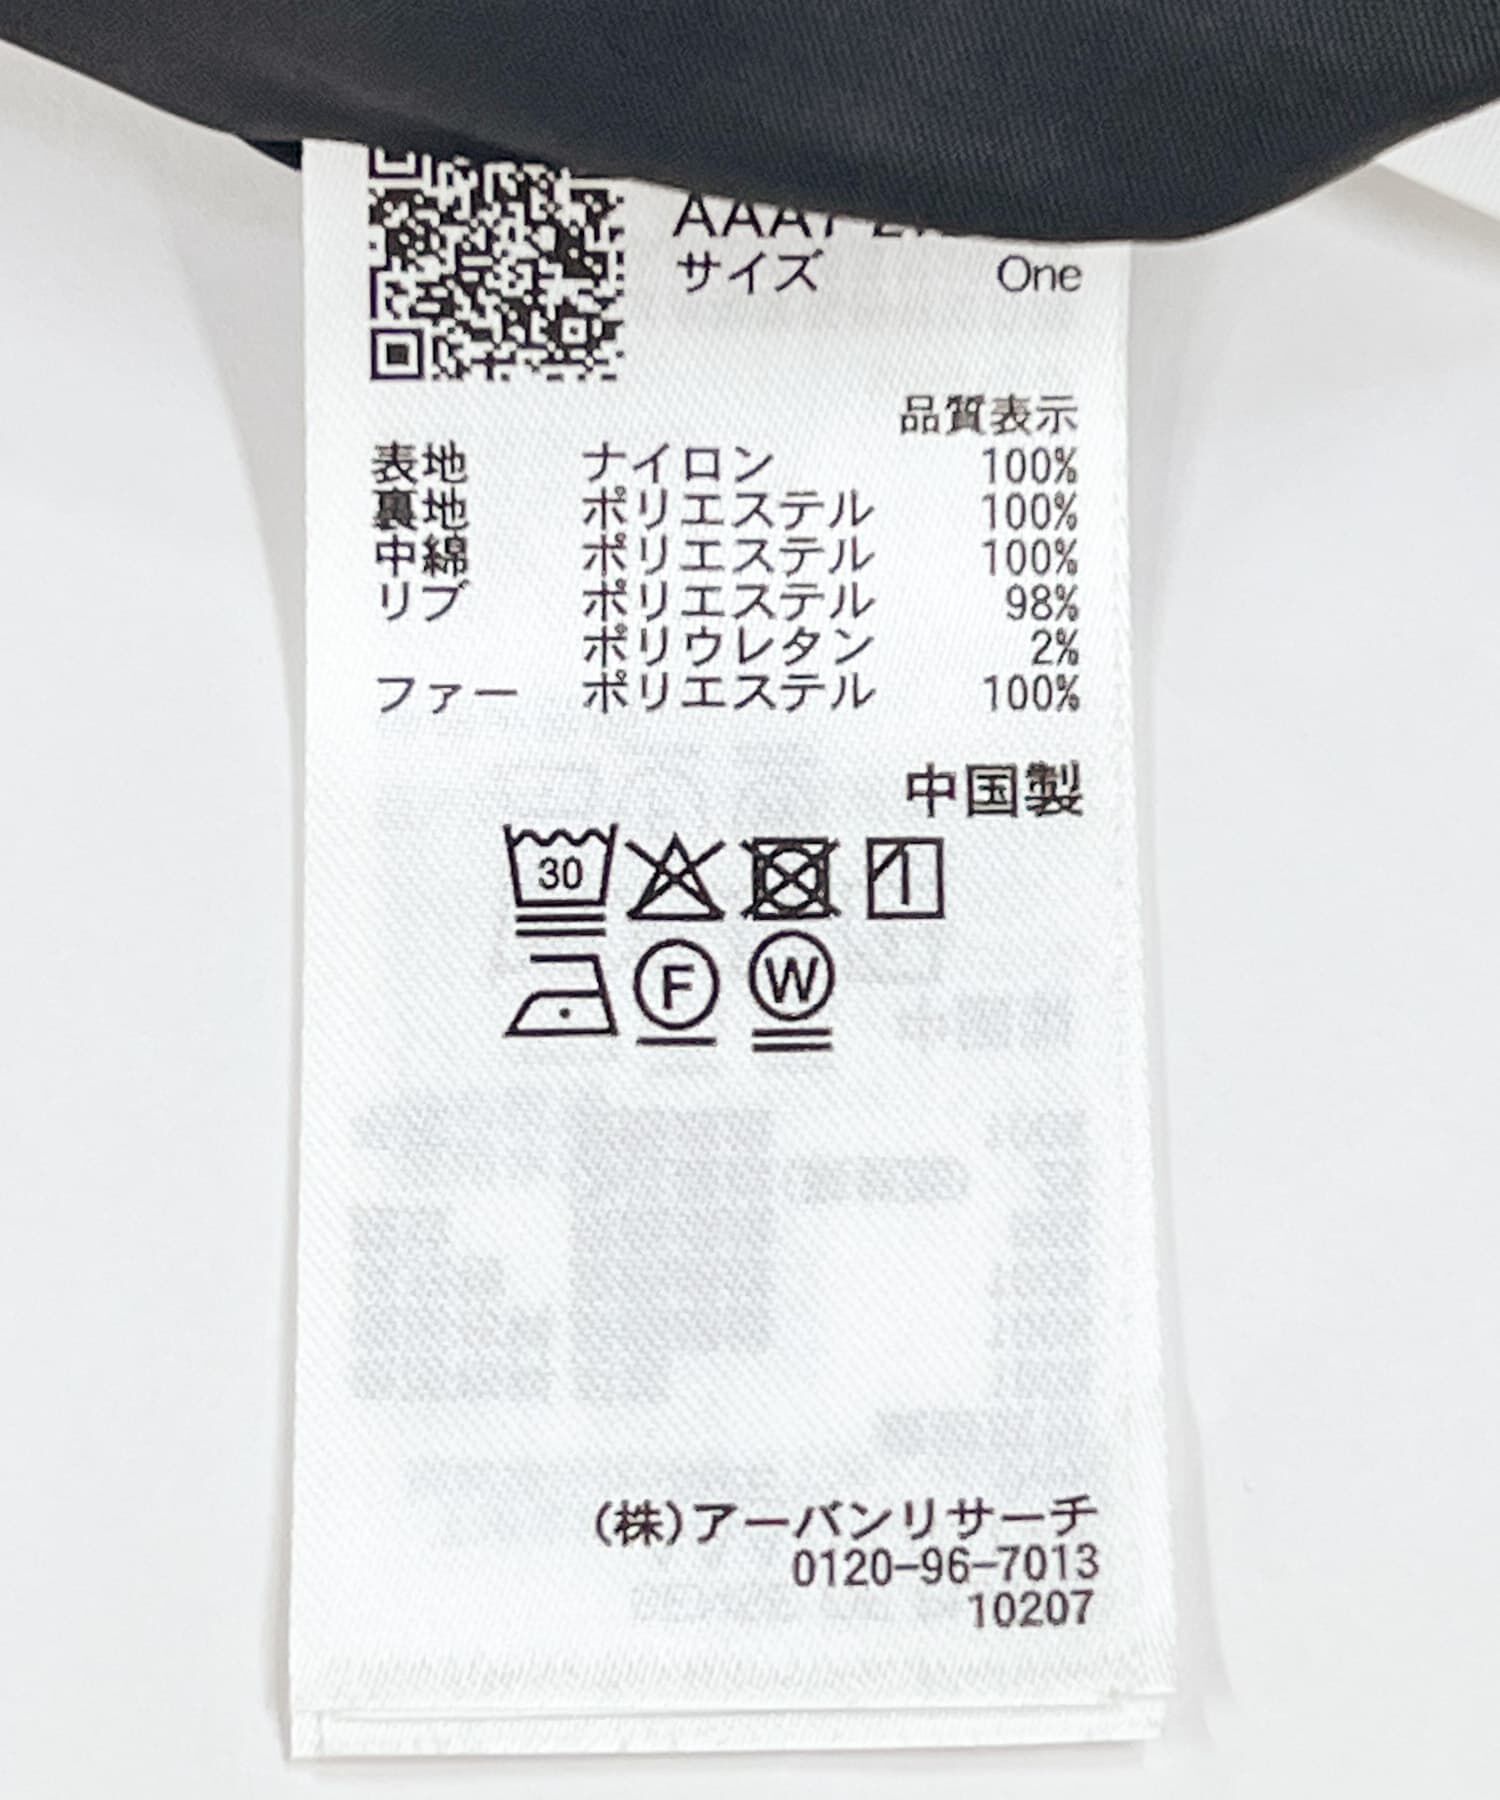 サイズ One
品質表示
表地 ナイロン 100%
裏地 ポリエステル 100%
中綿 ポリエステル 100%
リブ ポリエステル 98%
ポリウレタン 2%
ファー ポリエステル 100%
中国製
30
F W
(株)アーバンリサーチ
0120-96-7013
10207